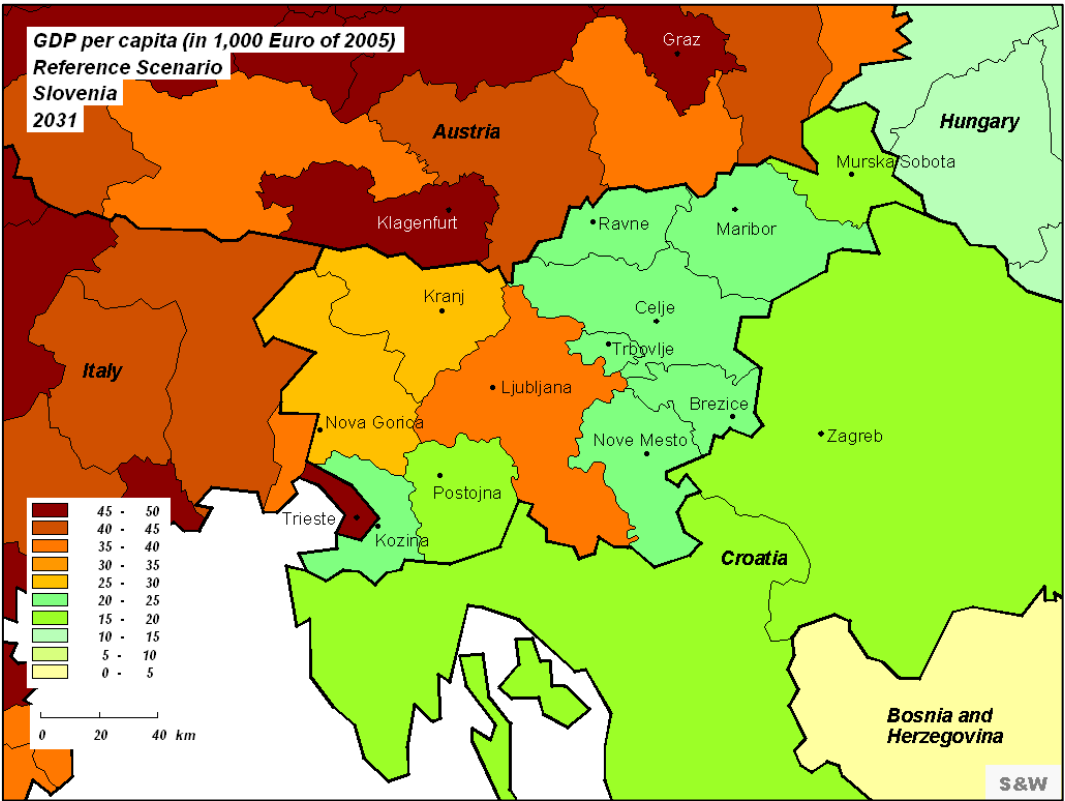 GDP per capita (in 1,000 Euro of 2005)
Reference Scenario
Slovenia
2031
Graz
Austria
Hungary
Murska Sobota
Klagenfurt
Ravne
Maribor
Kranj
Celje
Trbovlje
Italy
Ljubljana
Brezice
Nova Gorica
Nove Mesto
Zagreb
Postojna
Trieste
Kozina
Croatia
45 - 50
40 - 45
35 - 40
30 - 35
25 - 30
20 - 25
15 - 20
10 - 15
5 - 10
0 - 5
0 20 40 km
Bosnia and
Herzegovina
S&W